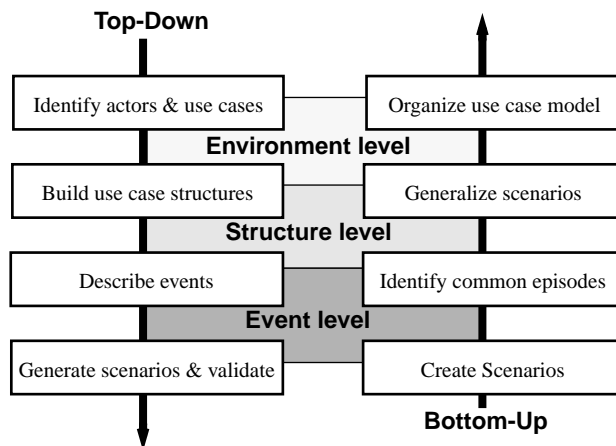 Top-Down
Identify actors & use cases
Organize use case model
Environment level
Build use case structures
Generalize scenarios
Structure level
Describe events
Identify common episodes
Event level
Generate scenarios & validate
Create Scenarios
Bottom-Up